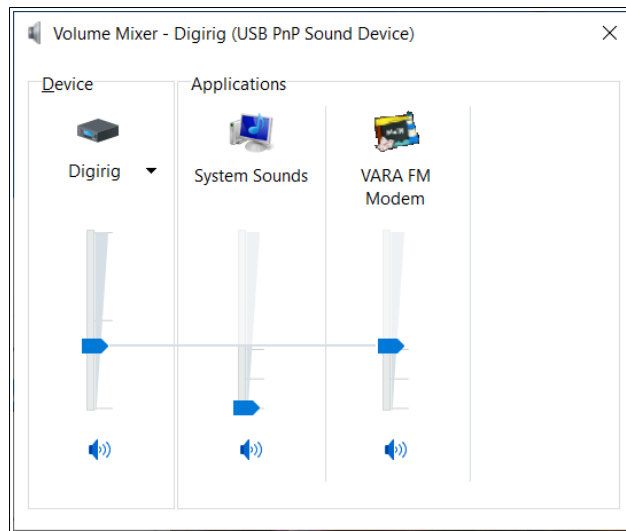 Volume Mixer - Digirig (USB PnP Sound Device)
Device
Applications
Digirig
System Sounds
VARA FM
Modem